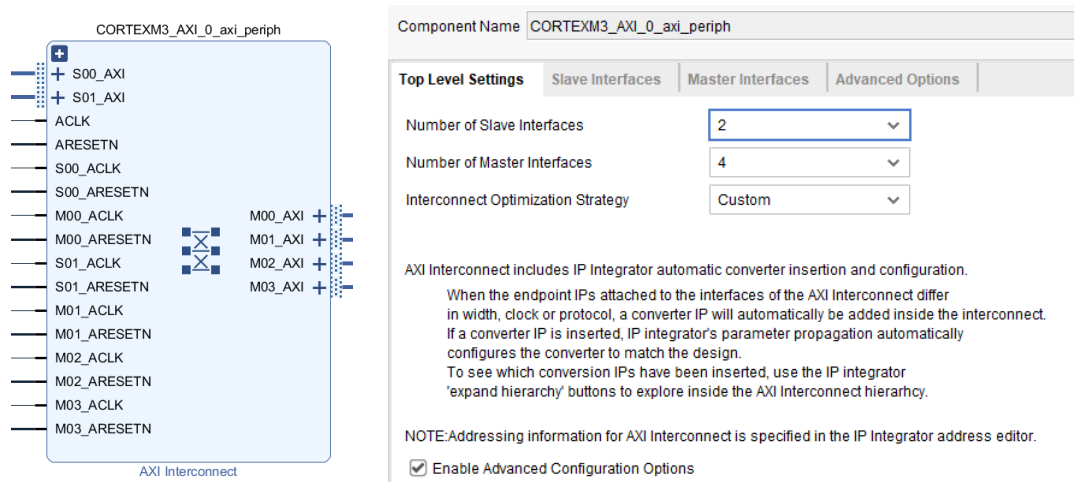 CORTEXM3_AXI_0_axi_periph
S00_AXI
S01_AXI
ACLK
ARESETN
S00_ACLK
S00_ARESETN
M00_ACLK
M00_ARESETN
S01_ACLK
S01_ARESETN
M01_ACLK
M01_ARESETN
M02_ACLK
M02_ARESETN
M03_ACLK
M03_ARESETN
M00_AXI
M01_AXI
M02_AXI
M03_AXI
AXI Interconnect
Component Name CORTEXM3_AXI_0_axi_periph
Top Level Settings Slave Interfaces Master Interfaces Advanced Options
Number of Slave Interfaces 2
Number of Master Interfaces 4
Interconnect Optimization Strategy Custom
AXI Interconnect includes IP Integrator automatic converter insertion and configuration.
When the endpoint IPs attached to the interfaces of the AXI Interconnect differ
in width, clock or protocol, a converter IP will automatically be added inside the interconnect.
If a converter IP is inserted, IP integrator's parameter propagation automatically
configures the converter to match the design.
To see which conversion IPs have been inserted, use the IP integrator
'expand hierarchy' buttons to explore inside the AXI Interconnect hierarhcy.
NOTE:Addressing information for AXI Interconnect is specified in the IP Integrator address editor.
Enable Advanced Configuration Options